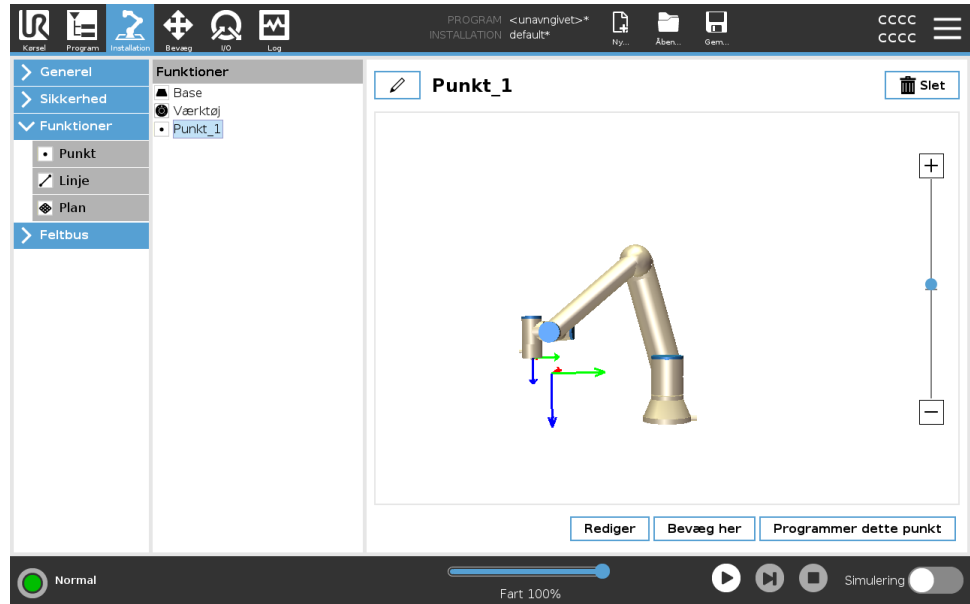 UR
Kørsel
Program
Installation
Bevæg
I/O
Log
PROGRAM <unavngivet>*
INSTALLATION default*
Ny...
Åben...
Gem...
CCCC
CCCC
Generel
Sikkerhed
Funktioner
Punkt
Linje
Plan
Feltbus
Funktioner
Base
Værktøj
Punkt_1
Punkt_1
Slet
Rediger
Bevæg her
Programmer dette punkt
Normal
Fart 100%
Simulering